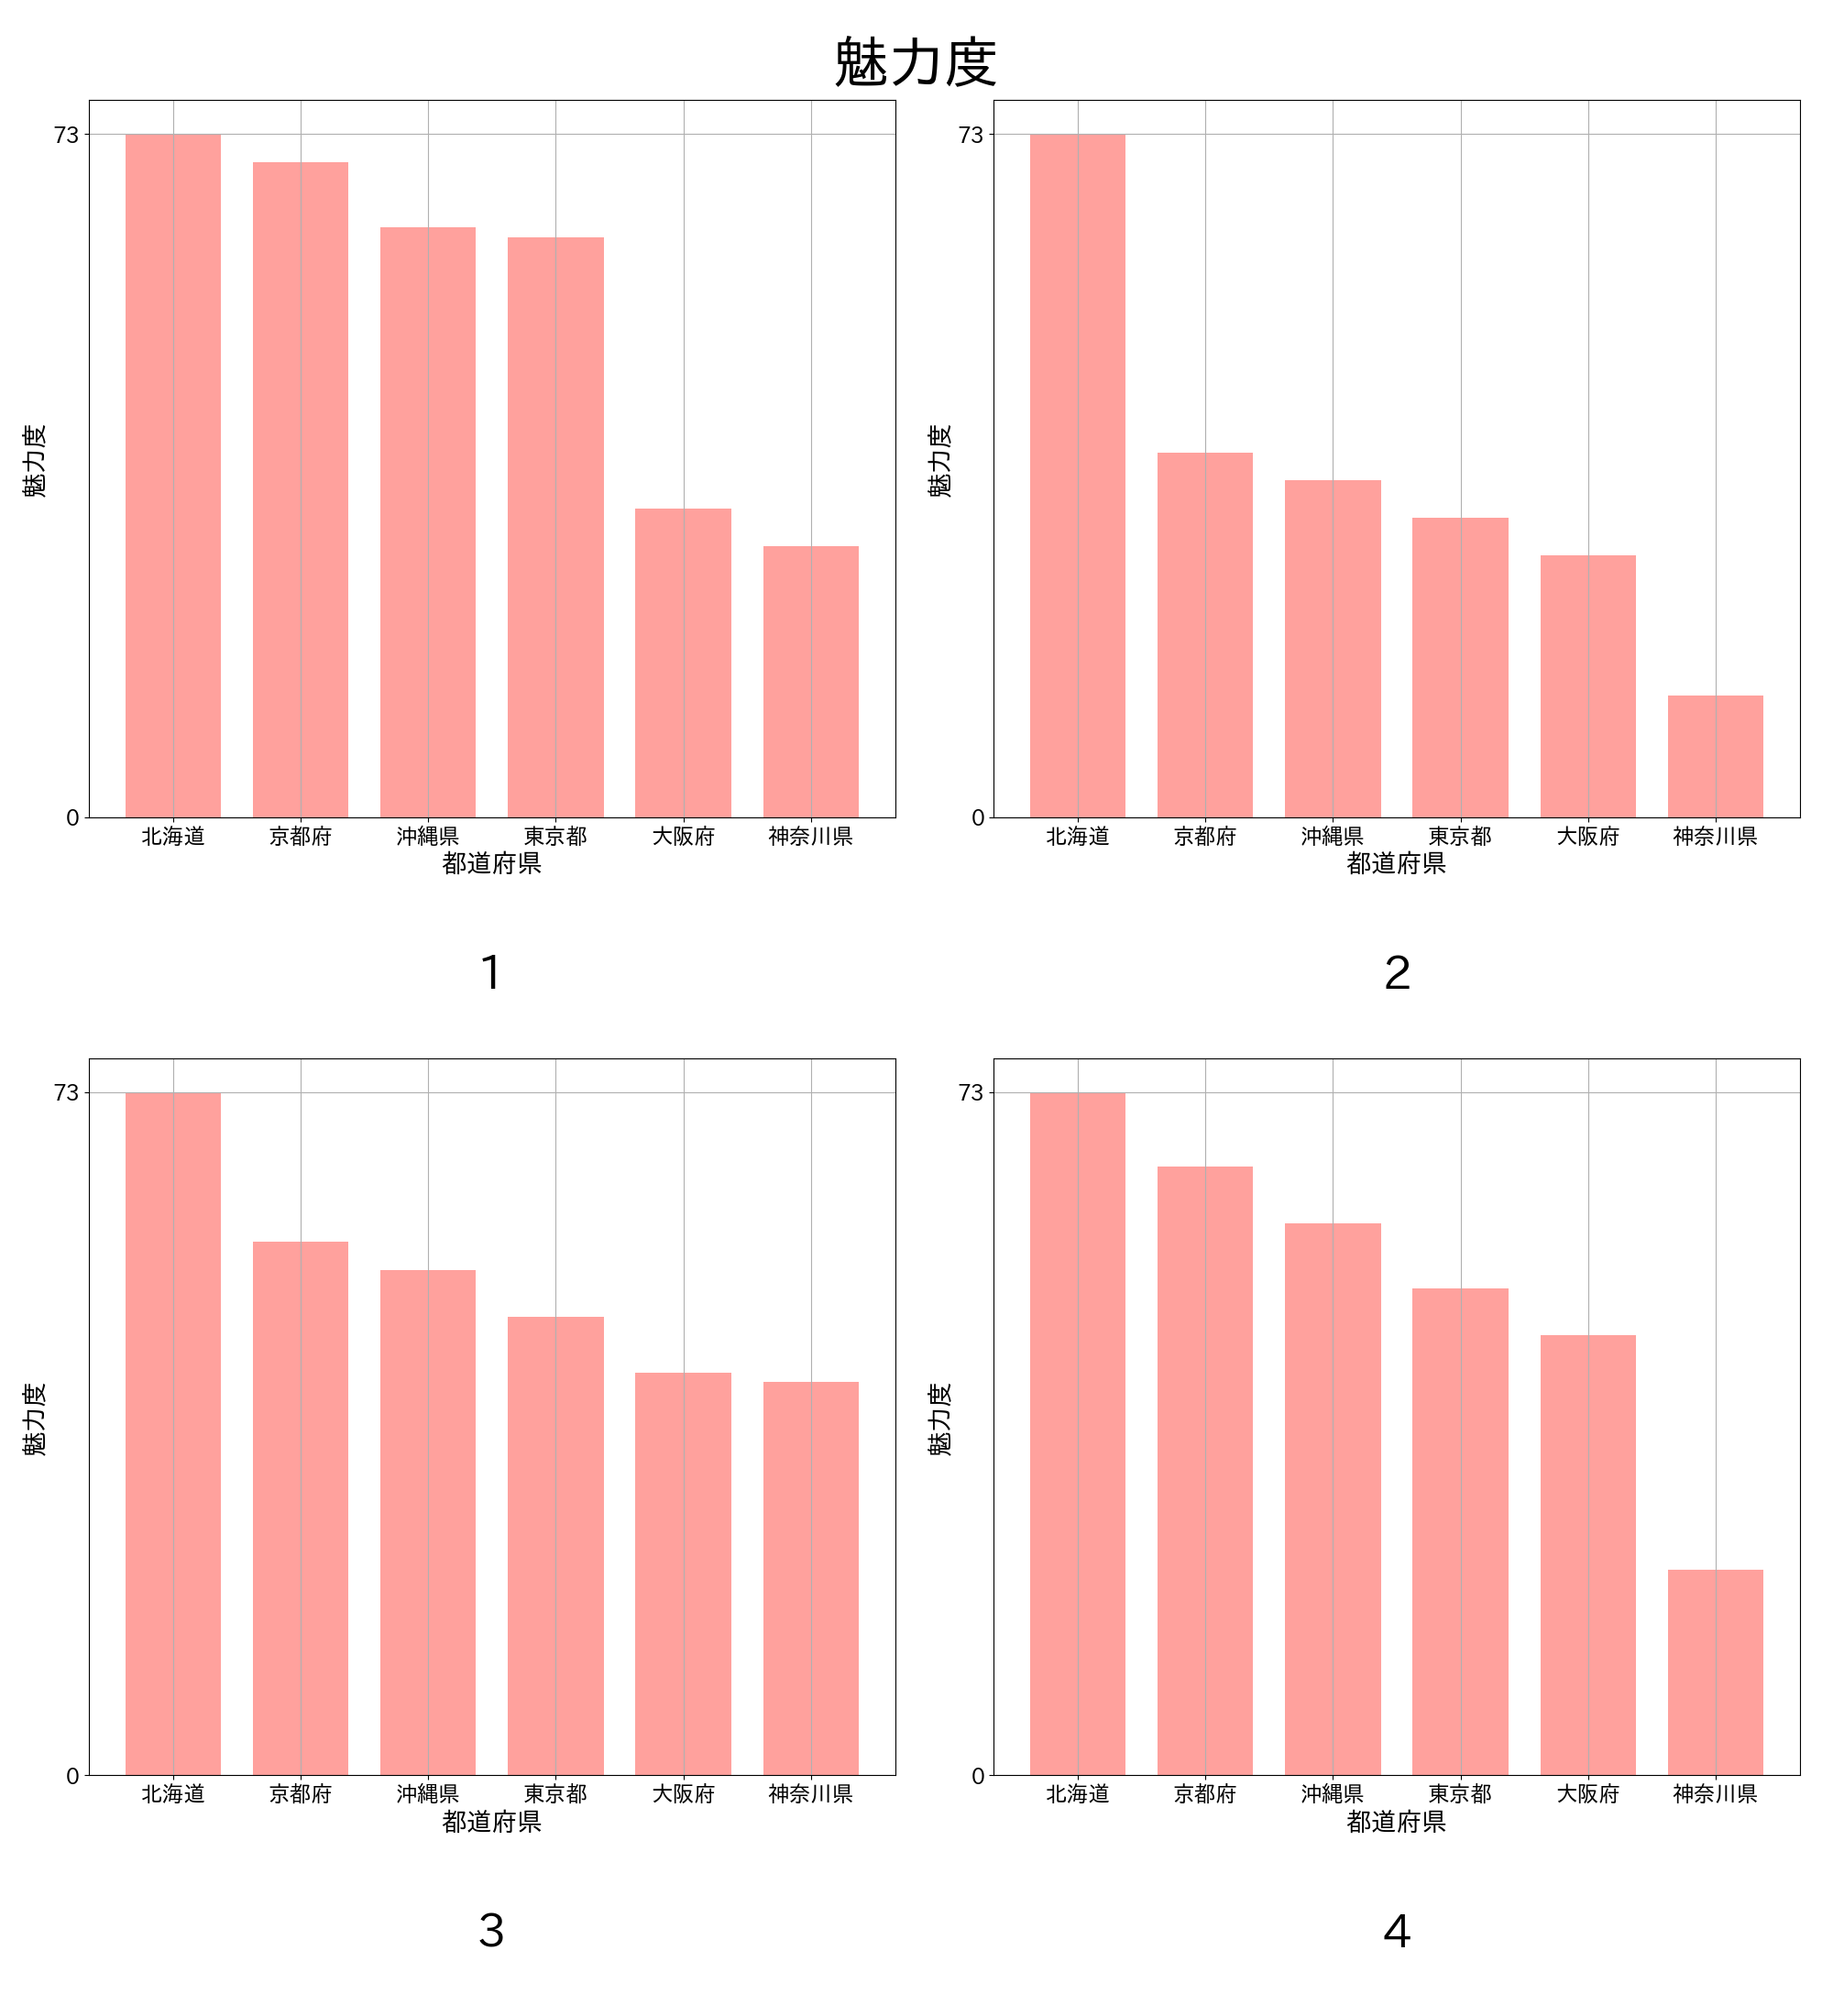 魅力度
73
0
魅力度
北海道 京都府 沖縄県 東京都 大阪府 神奈川県
都道府県
1
73
0
魅力度
北海道 京都府 沖縄県 東京都 大阪府 神奈川県
都道府県
2
73
0
魅力度
北海道 京都府 沖縄県 東京都 大阪府 神奈川県
都道府県
3
73
0
魅力度
北海道 京都府 沖縄県 東京都 大阪府 神奈川県
都道府県
4